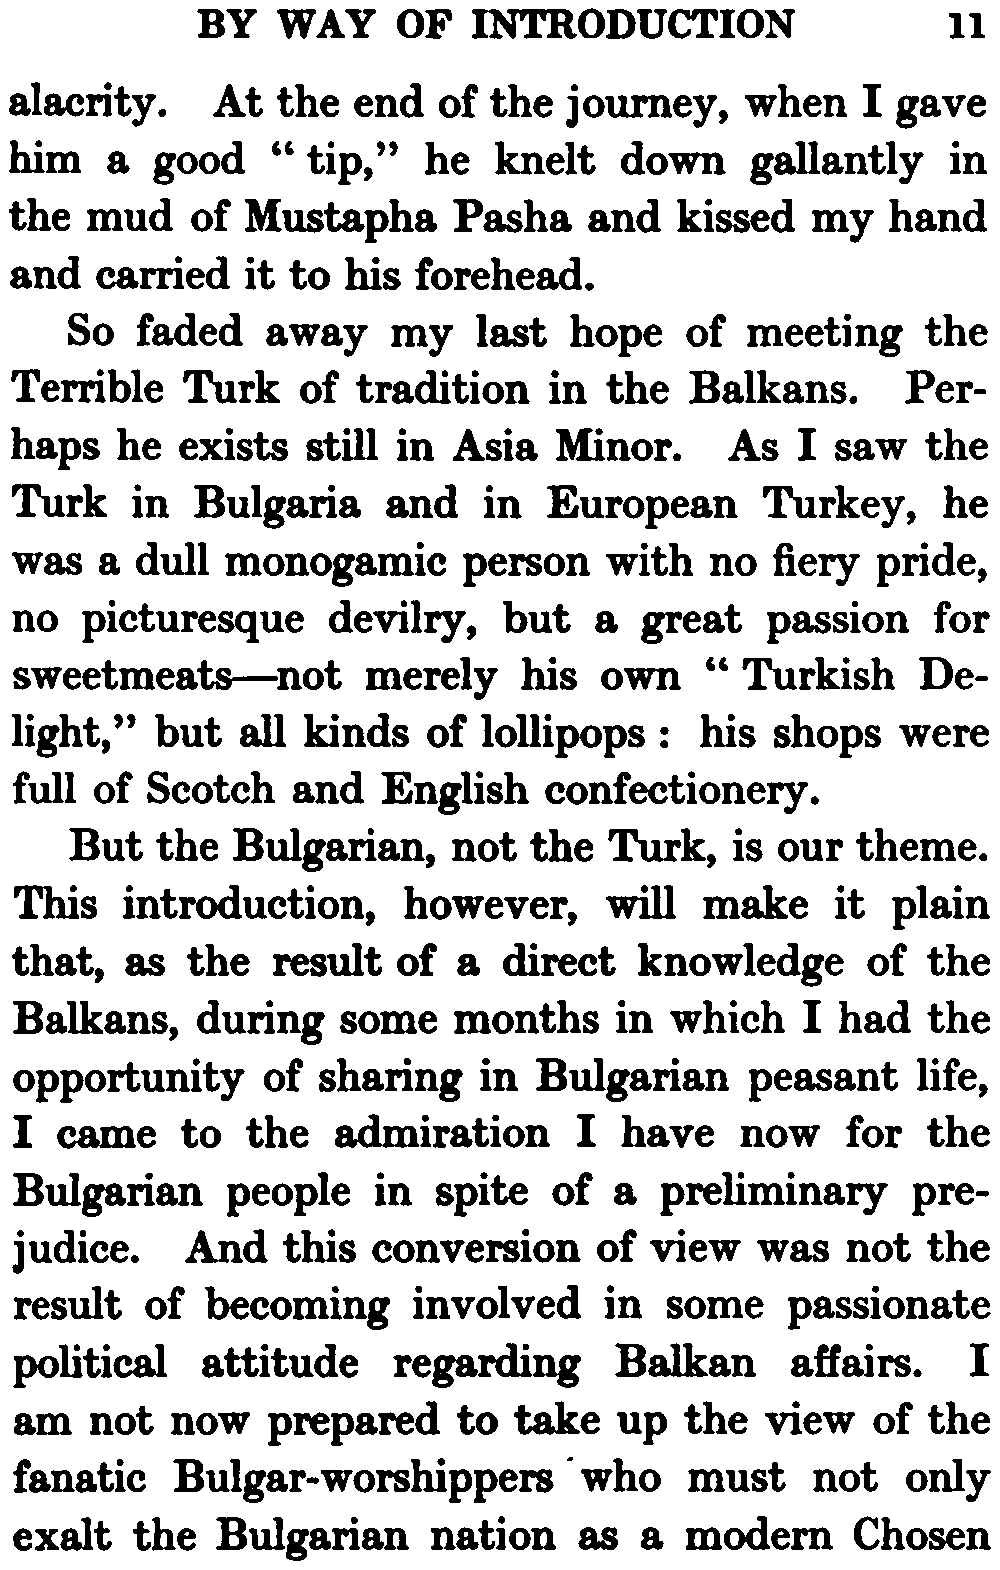 BY WAY OF INTRODUCTION 11
alacrity. At the end of the journey, when I gave
him a good “ tip,” he knelt down gallantly in
the mud of Mustapha Pasha and kissed my hand
and carried it to his forehead.
So faded away my last hope of meeting the
Terrible Turk of tradition in the Balkans. Per-
haps he exists still in Asia Minor. As I saw the
Turk in Bulgaria and in European Turkey, he
was a dull monogamic person with no fiery pride,
no picturesque devilry, but a great passion for
sweetmeats—not merely his own “ Turkish De-
light,” but all kinds of lollipops : his shops were
full of Scotch and English confectionery.
But the Bulgarian, not the Turk, is our theme.
This introduction, however, will make it plain
that, as the result of a direct knowledge of the
Balkans, during some months in which I had the
opportunity of sharing in Bulgarian peasant life,
I came to the admiration I have now for the
Bulgarian people in spite of a preliminary pre-
judice. And this conversion of view was not the
result of becoming involved in some passionate
political attitude regarding Balkan affairs. I
am not now prepared to take up the view of the
fanatic Bulgar-worshippers who must not only
exalt the Bulgarian nation as a modern Chosen